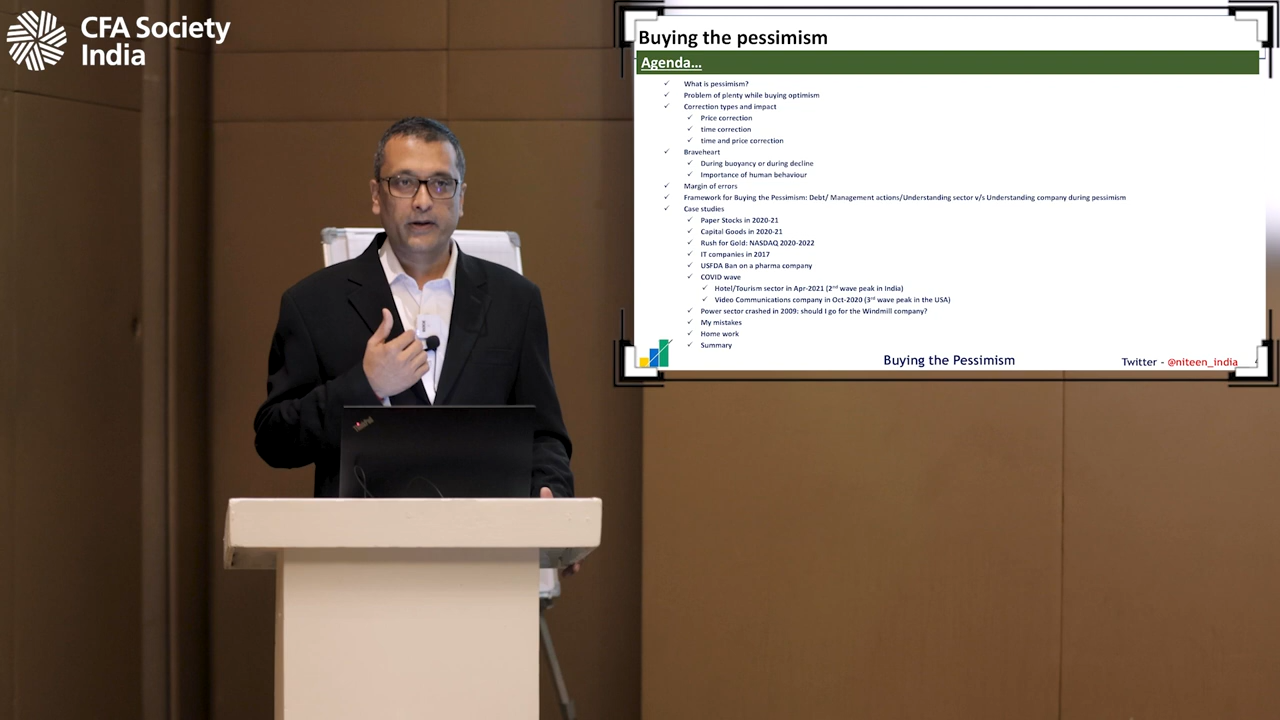 CFA Society
India
Buying the pessimism
Agenda...
What is pessimism?
Problem of plenty while buying optimism
Correction types and impact
Price correction
time correction
time and price correction
Braveheart
During buoyancy or during decline
Importance of human behaviour
Margin of errors
Framework for Buying the Pessimism: Debt/ Management actions/Understanding sector v/s Understanding company during pessimism
Case studies
Paper Stocks in 2020-21
Capital Goods in 2020-21
Rush for Gold: NASDAQ 2020-2022
IT companies in 2017
USFDA Ban on a pharma company
COVID wave
Hotel/Tourism sector in Apr-2021 (2nd wave peak in India)
Video Communications company in Oct-2020 (3rd wave peak in the USA)
Power sector crashed in 2009: should I go for the Windmill company?
My mistakes
Home work
Summary
Buying the Pessimism
Twitter - @niteen_india